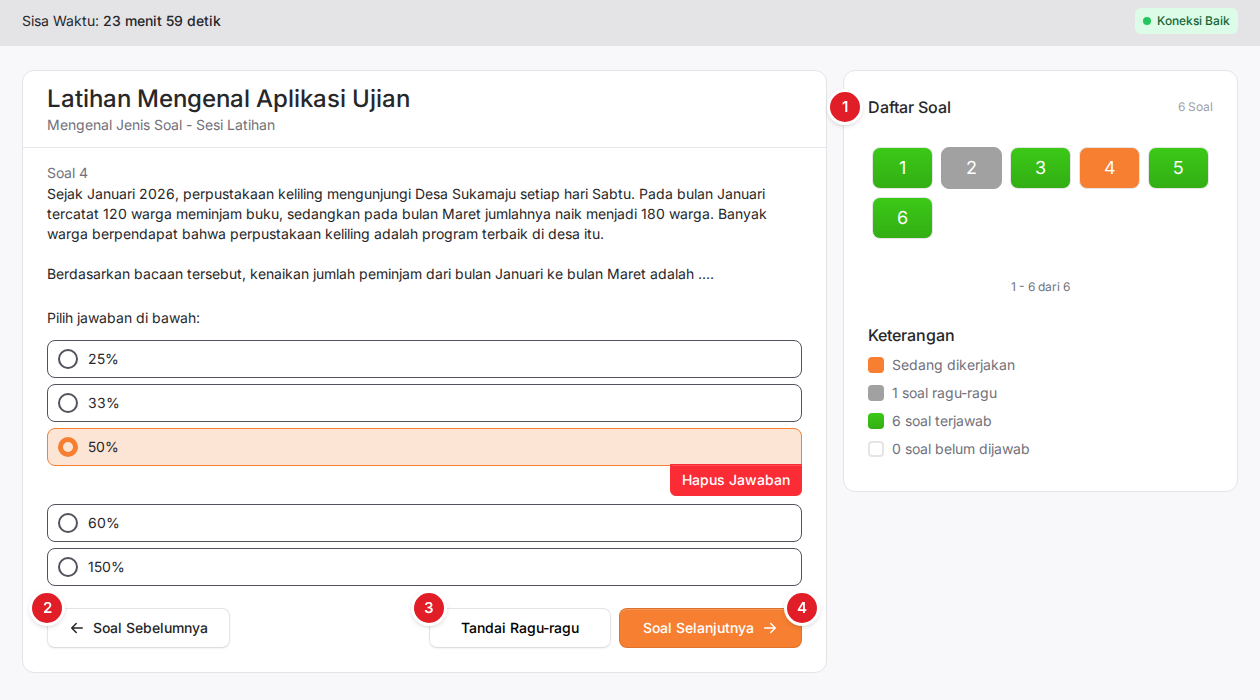 Sisa Waktu: 23 menit 59 detik
Koneksi Baik
Latihan Mengenal Aplikasi Ujian
Mengenal Jenis Soal - Sesi Latihan
Soal 4
Sejak Januari 2026, perpustakaan keliling mengunjungi Desa Sukamaju setiap hari Sabtu. Pada bulan Januari
tercatat 120 warga meminjam buku, sedangkan pada bulan Maret jumlahnya naik menjadi 180 warga. Banyak
warga berpendapat bahwa perpustakaan keliling adalah program terbaik di desa itu.
Berdasarkan bacaan tersebut, kenaikan jumlah peminjam dari bulan Januari ke bulan Maret adalah ....
Pilih jawaban di bawah:
25%
33%
50%
Hapus Jawaban
60%
150%
2
← Soal Sebelumnya
3
Tandai Ragu-ragu
4
Soal Selanjutnya →
1
Daftar Soal
6 Soal
1 2 3 4 5
6
1 - 6 dari 6
Keterangan
Sedang dikerjakan
1 soal ragu-ragu
6 soal terjawab
0 soal belum dijawab